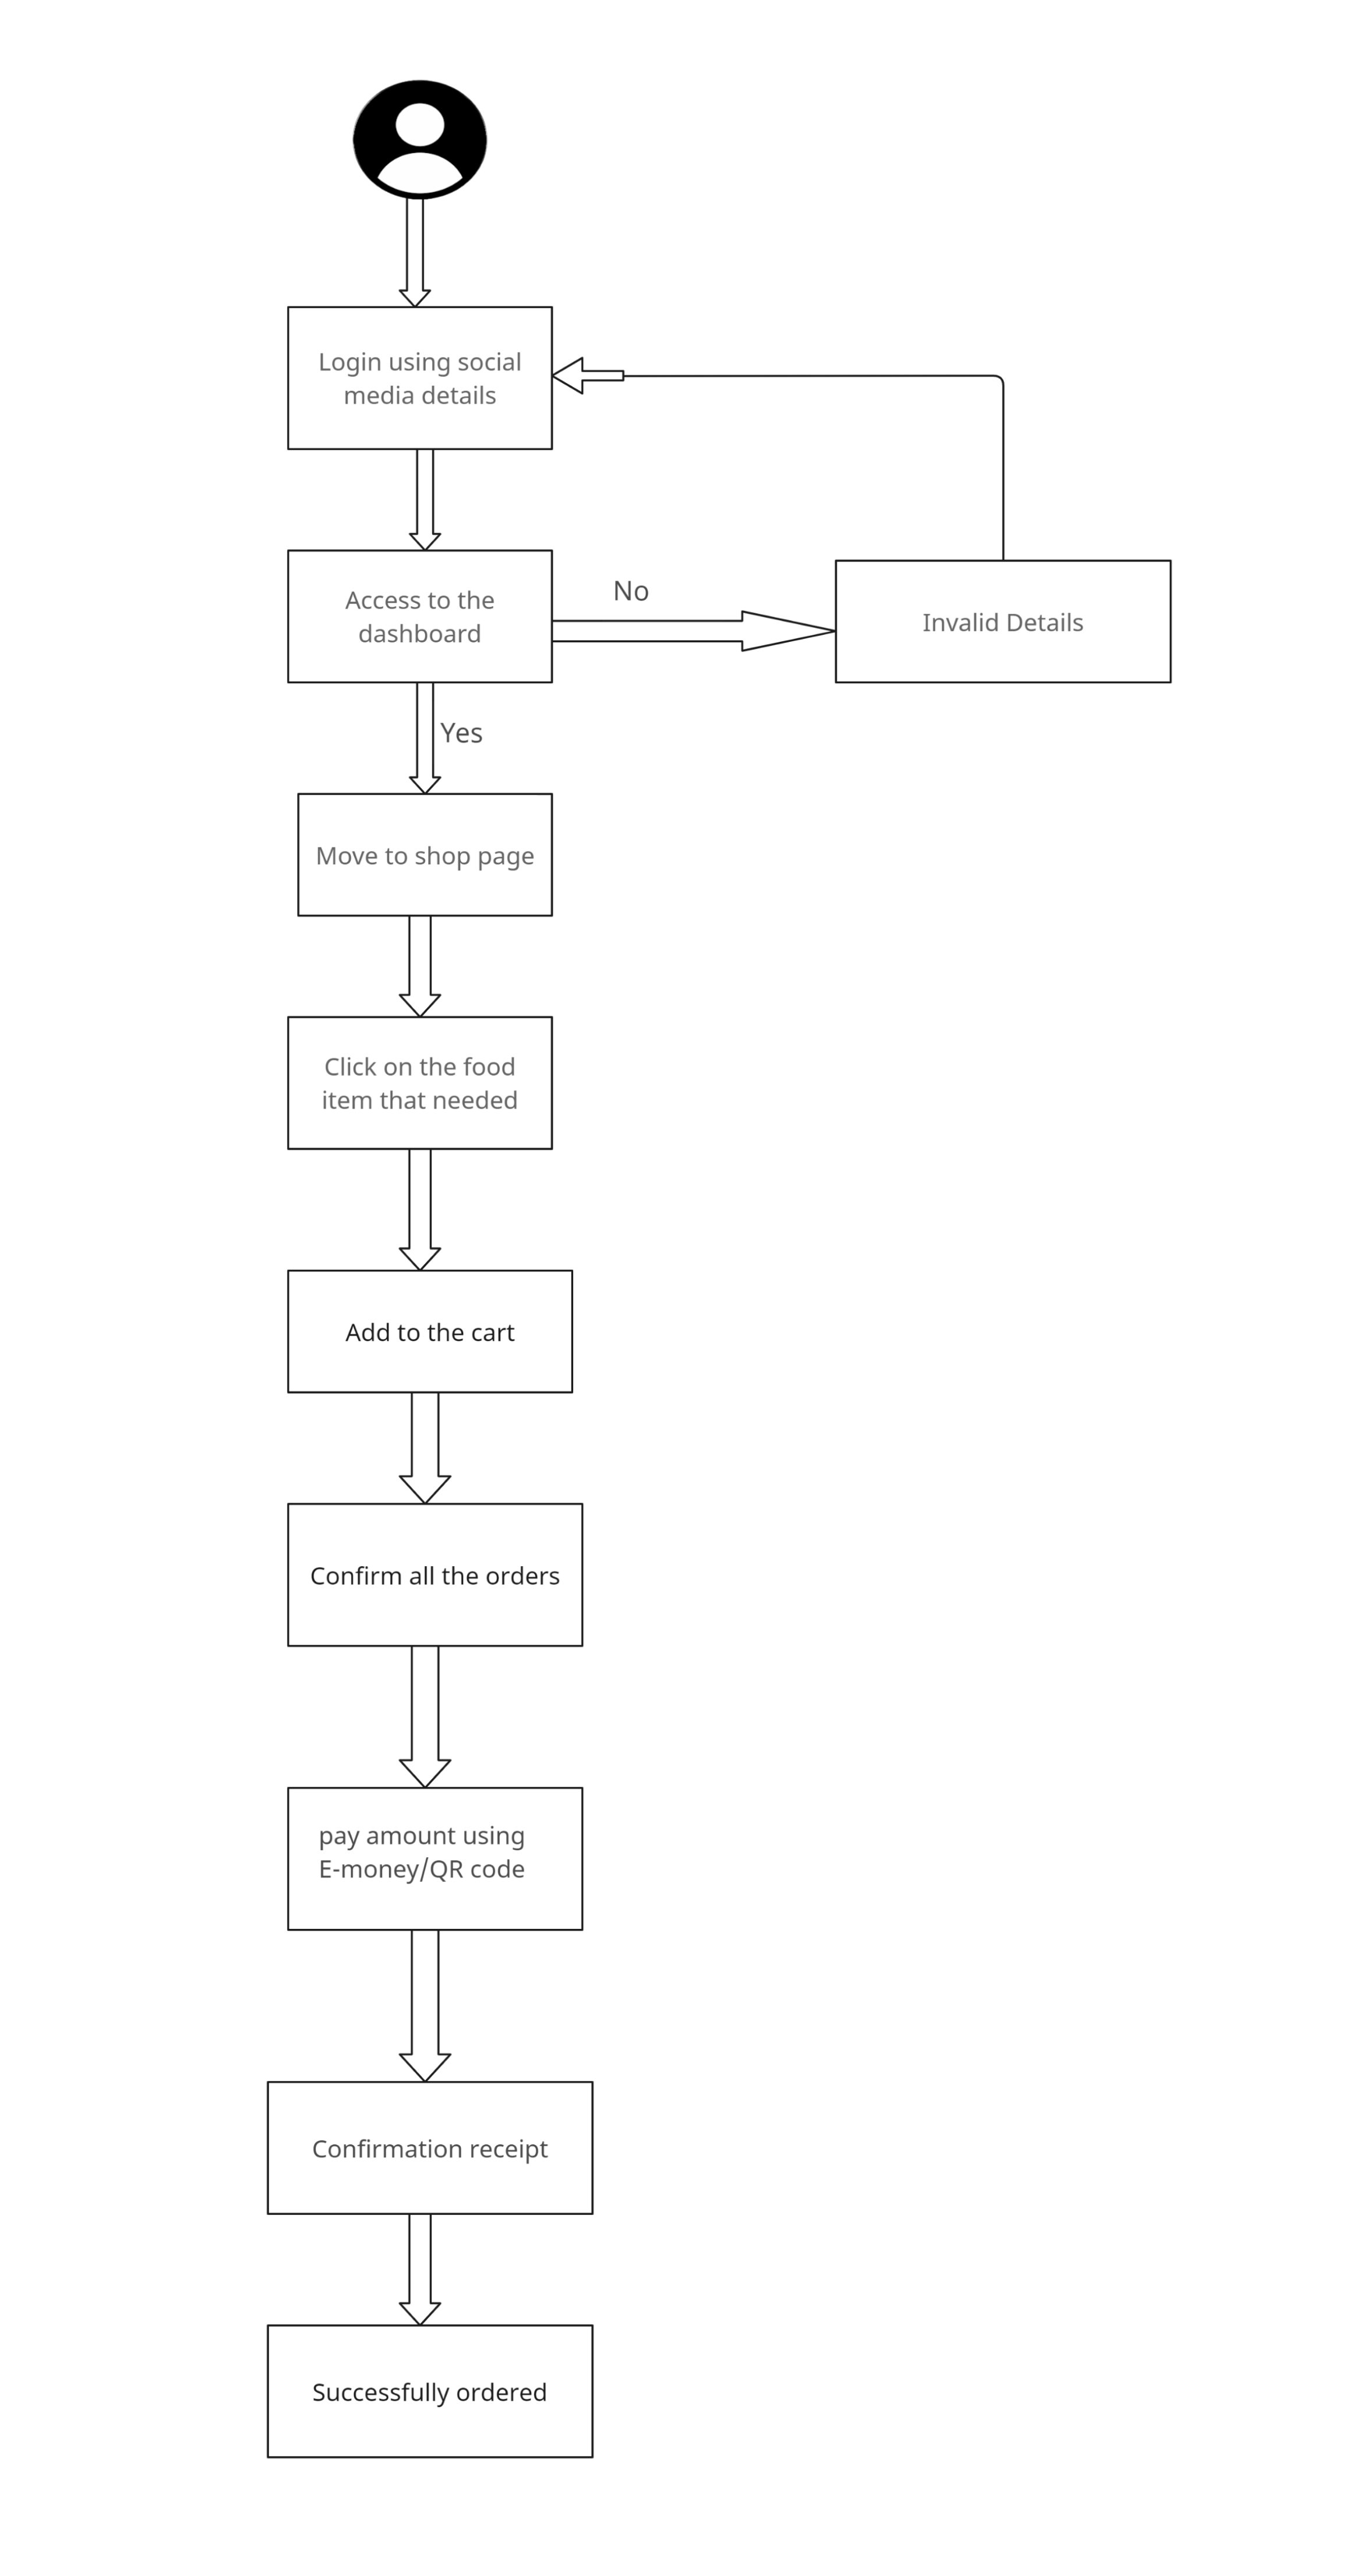 Login using social
media details
Access to the
dashboard
No
Invalid Details
Yes
Move to shop page
Click on the food
item that needed
Add to the cart
Confirm all the orders
pay amount using
E-money/QR code
Confirmation receipt
Successfully ordered